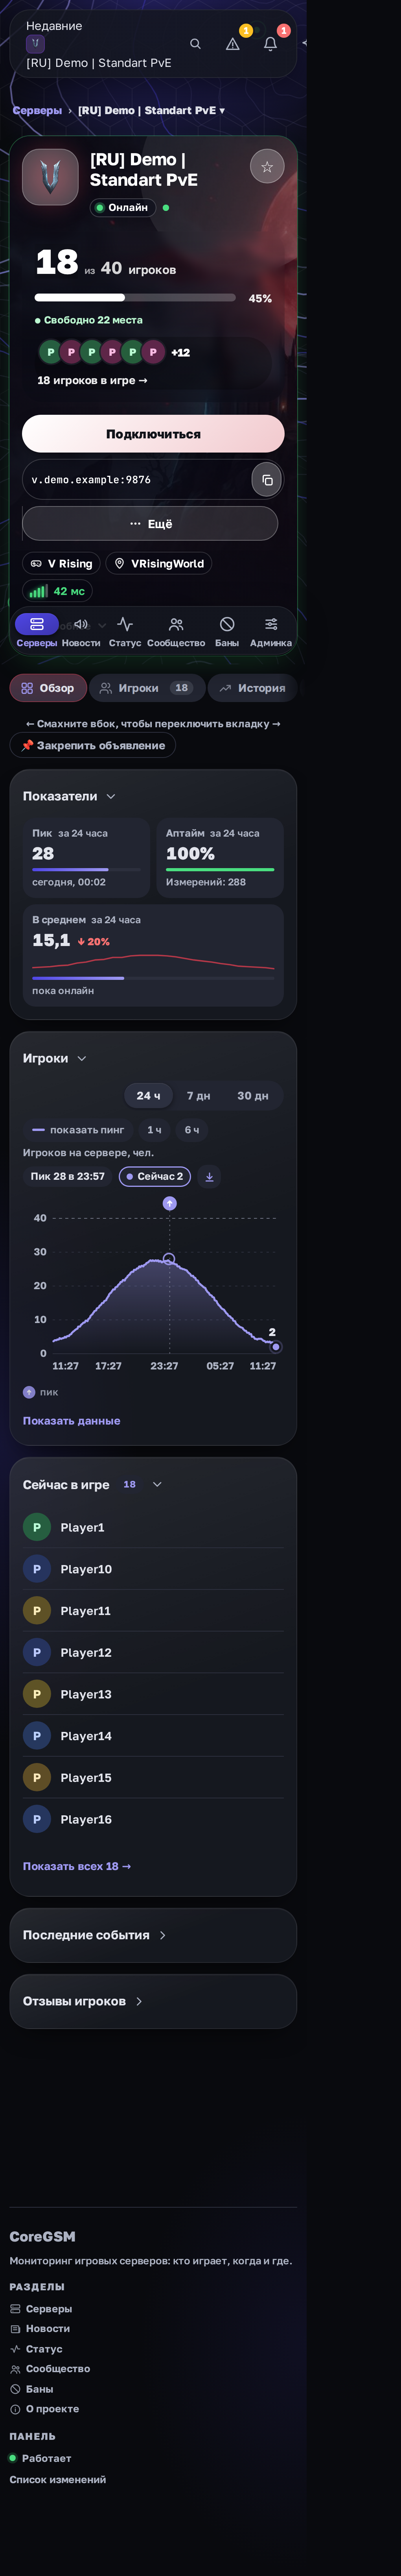 Недавние
[RU] Demo | Standart PvE
1
1
Серверы › [RU] Demo | Standart PvE ▾
[RU] Demo |
Standart PvE
Онлайн
18 из 40 игроков
45%
Свободно 22 места
P P P P P P +12
18 игроков в игре →
Подключиться
v.demo.example:9876
··· Ещё
V Rising
VRisingWorld
42 мс
Серверы Новости Статус Сообщество Баны Админка
Обзор Игроки 18 История
← Смахните вбок, чтобы переключить вкладку →
📌 Закрепить объявление
Показатели
Пик за 24 часа
28
сегодня, 00:02
Аптайм за 24 часа
100%
Измерений: 288
В среднем за 24 часа
15,1 ↓ 20%
пока онлайн
Игроки
24 ч 7 дн 30 дн
показать пинг 1 ч 6 ч
Игроков на сервере, чел.
Пик 28 в 23:57 Сейчас 2
40
30
20
10
0
2
11:27 17:27 23:27 05:27 11:27
пик
Показать данные
Сейчас в игре 18
P Player1
P Player10
P Player11
P Player12
P Player13
P Player14
P Player15
P Player16
Показать всех 18 →
Последние события
Отзывы игроков
CoreGSM
Мониторинг игровых серверов: кто играет, когда и где.
РАЗДЕЛЫ
Серверы
Новости
Статус
Сообщество
Баны
О проекте
ПАНЕЛЬ
Работает
Список изменений